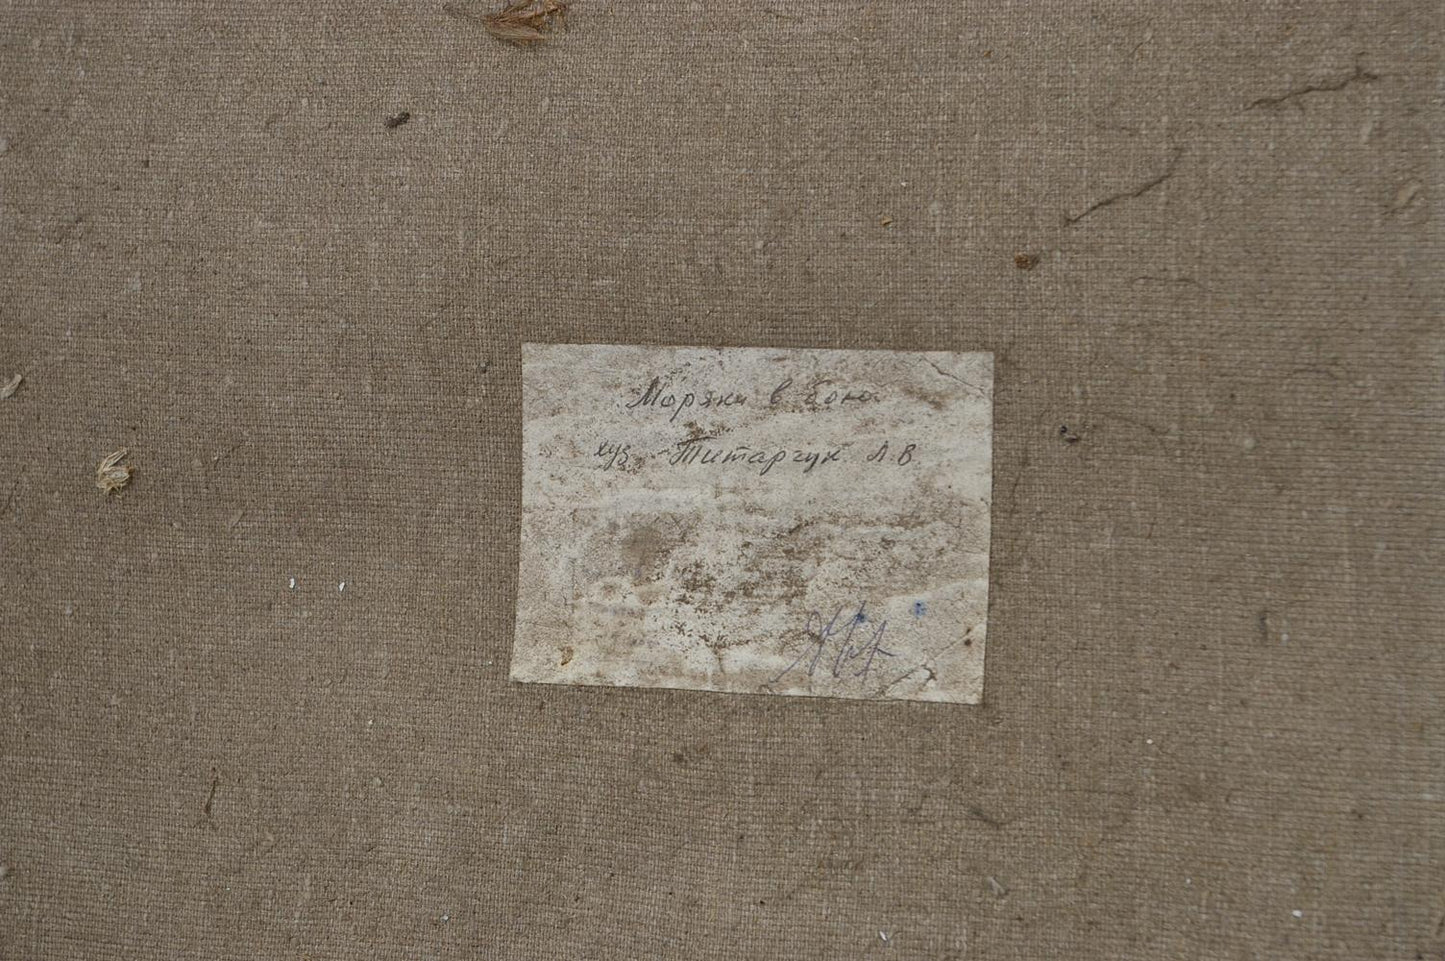 Моряки в бою.
худ. Титарчук Л В